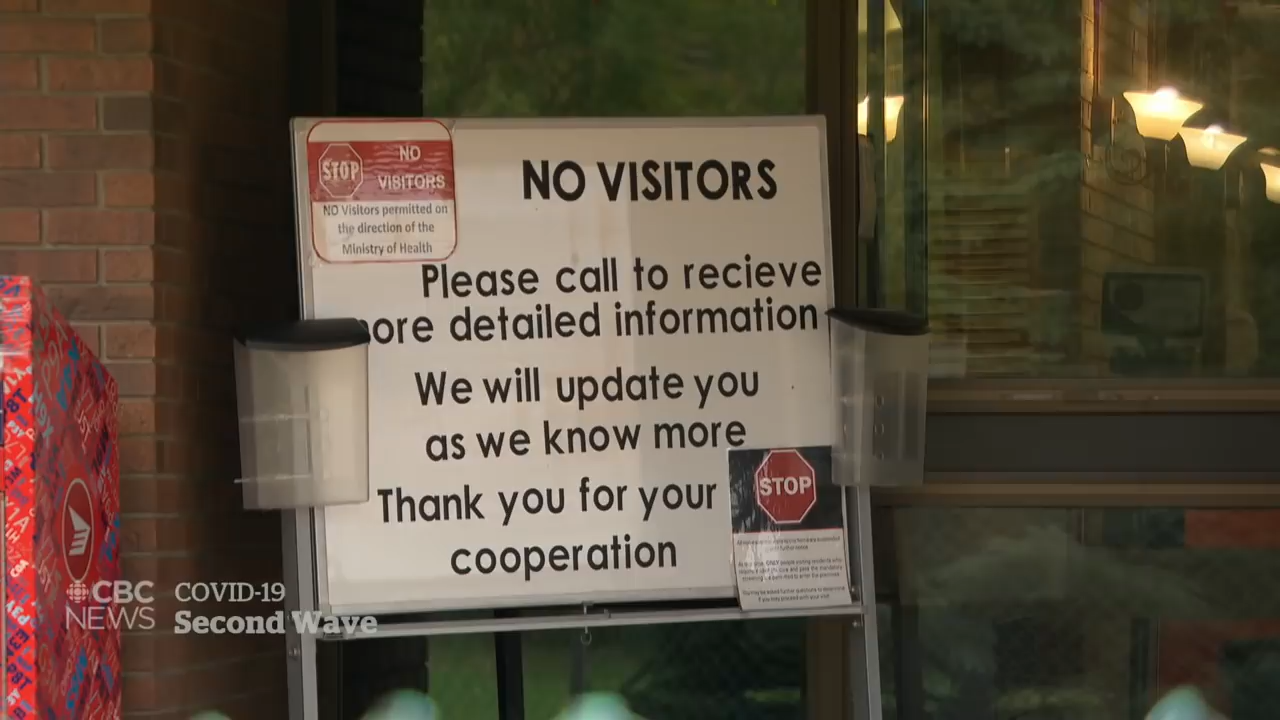 STOP
NO
VISITORS
NO Visitors permitted on
the direction of the
Ministry of Health
NO VISITORS
Please call to recieve
ore detailed information
We will update you
as we know more
Thank you for your
cooperation
STOP
CBC
NEWS
COVID-19
Second Wave